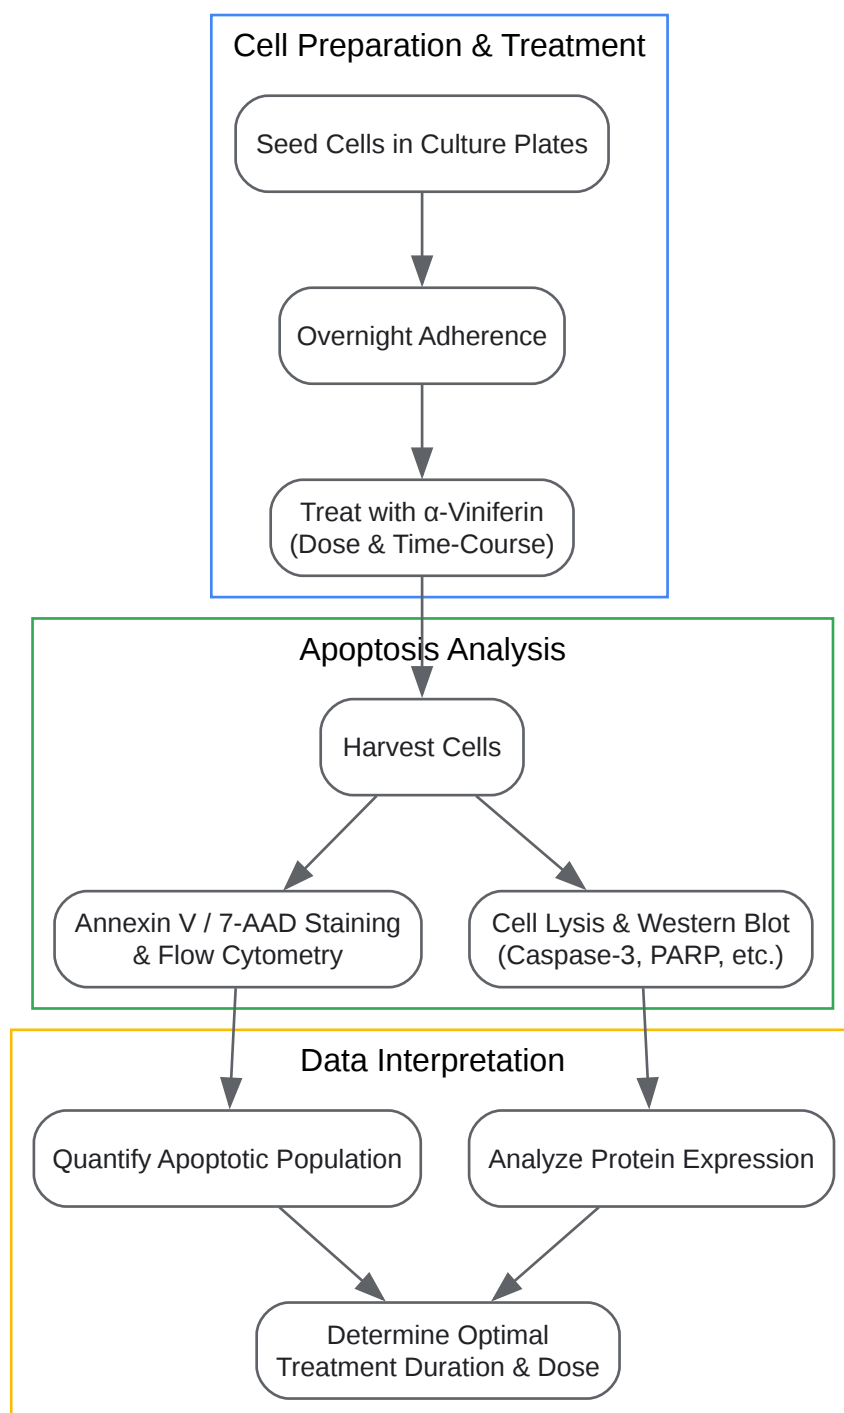 Cell Preparation & Treatment
Seed Cells in Culture Plates
Overnight Adherence
Treat with α-Viniferin
(Dose & Time-Course)
Apoptosis Analysis
Harvest Cells
Annexin V / 7-AAD Staining
& Flow Cytometry
Cell Lysis & Western Blot
(Caspase-3, PARP, etc.)
Data Interpretation
Quantify Apoptotic Population
Analyze Protein Expression
Determine Optimal
Treatment Duration & Dose